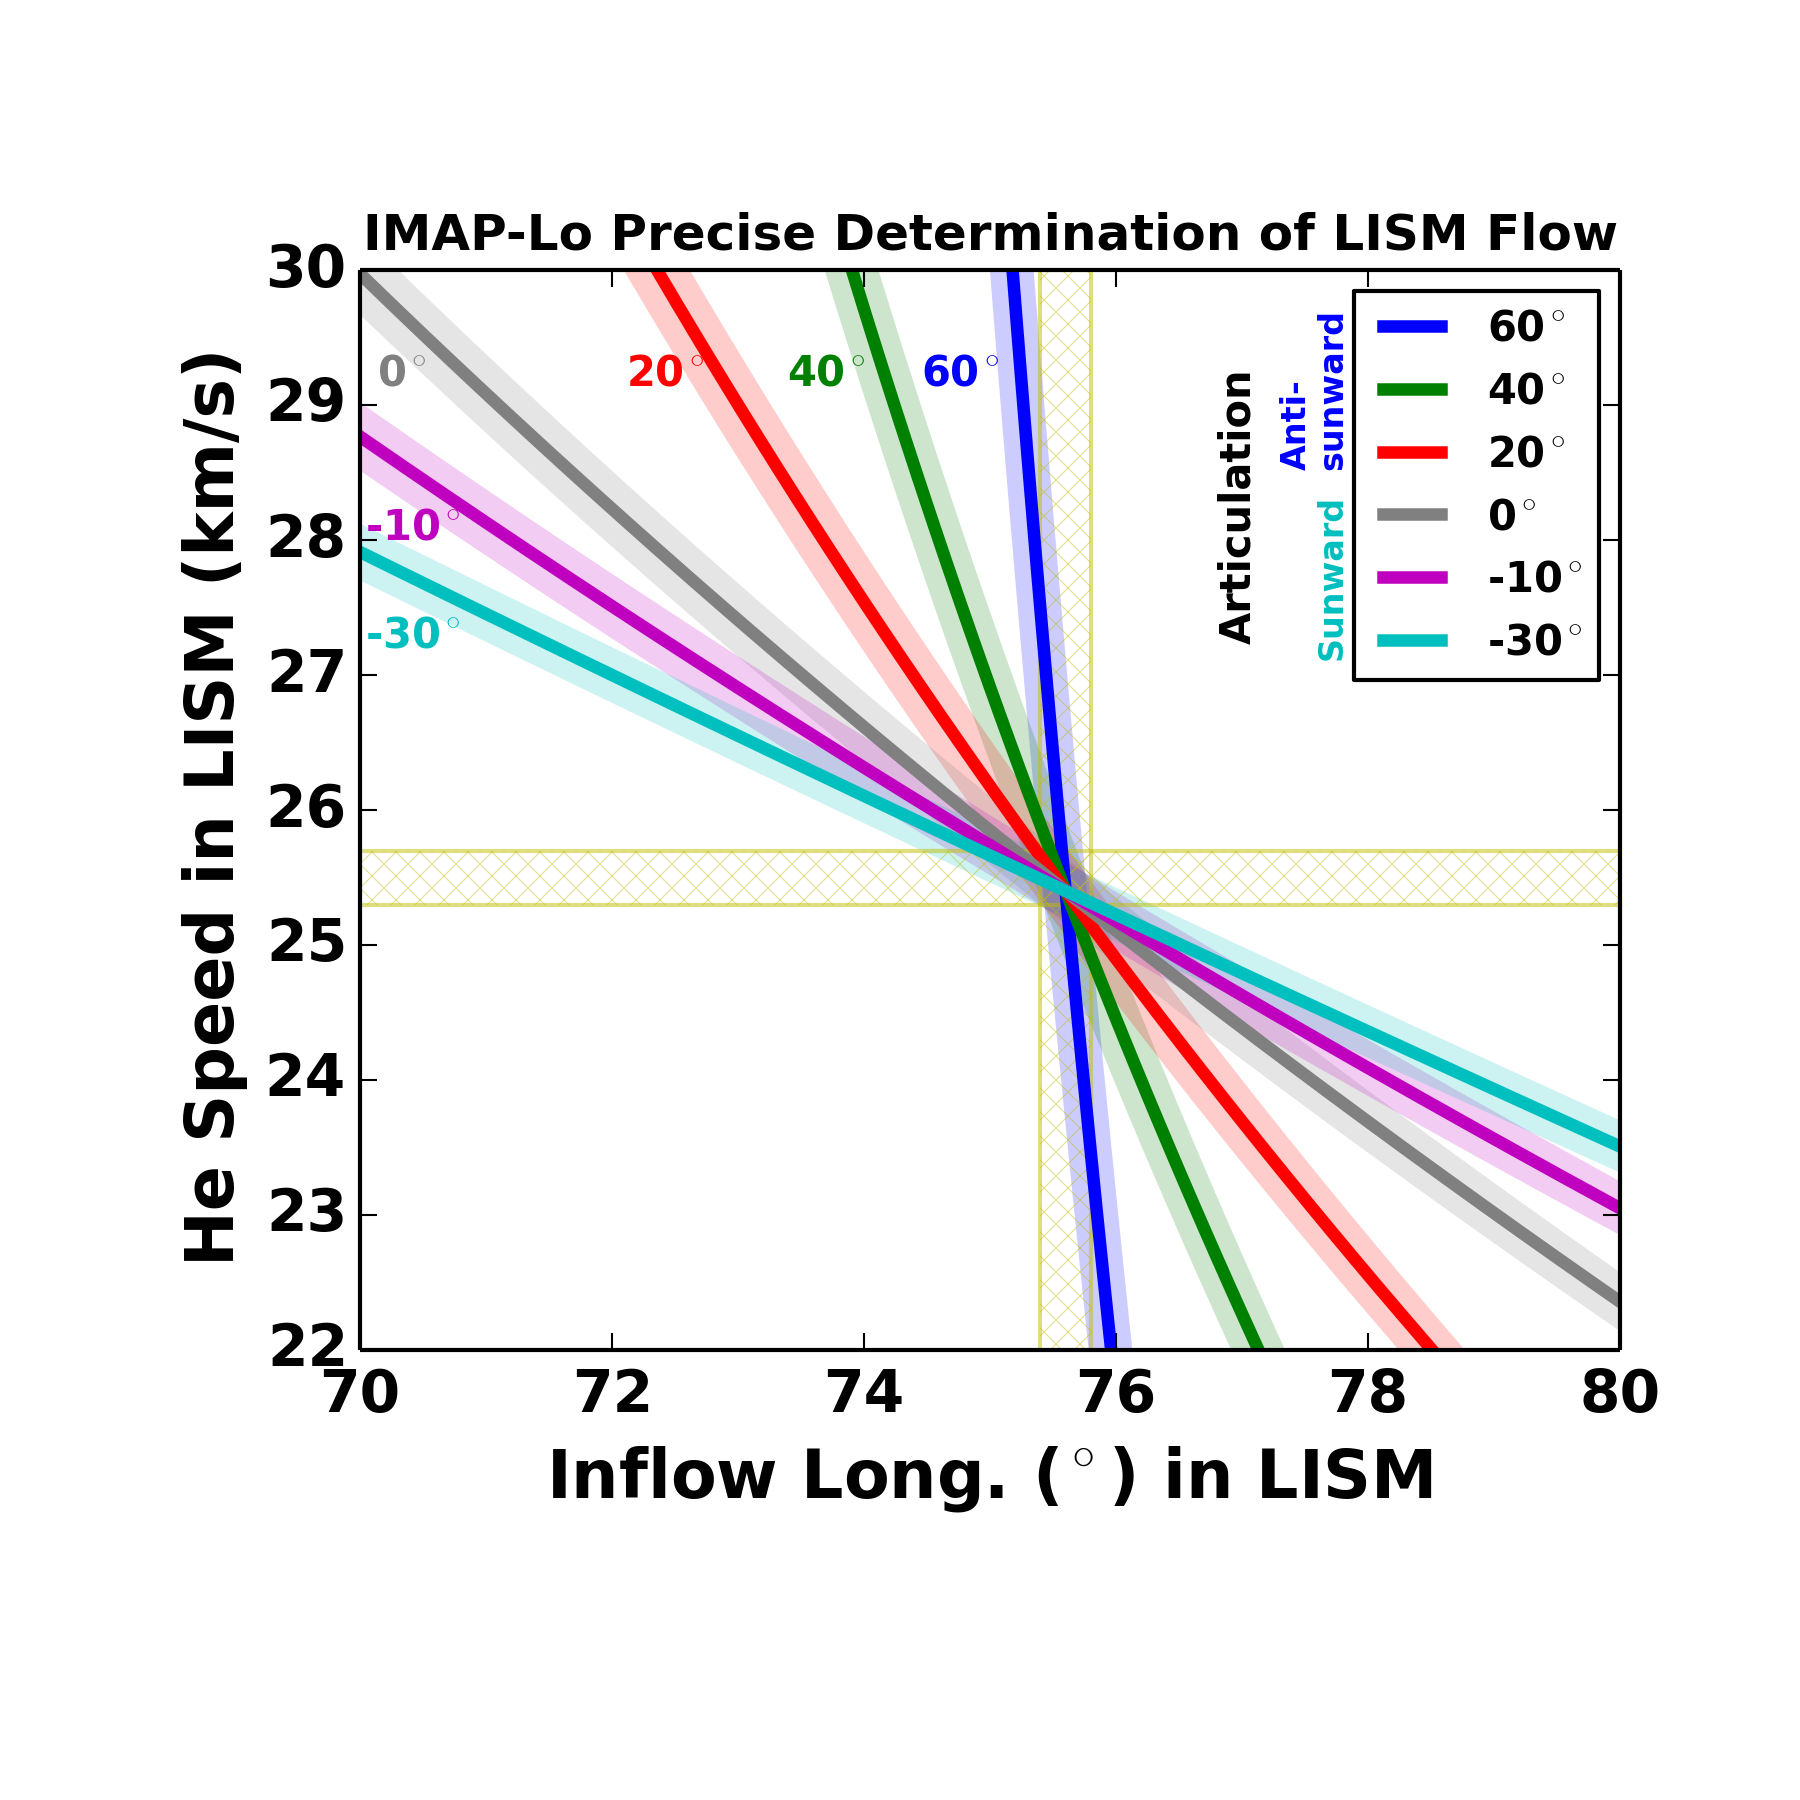 IMAP-Lo Precise Determination of LISM Flow
He Speed in LISM (km/s)
30
29
28
27
26
25
24
23
22
0°
20°
40°
60°
-10°
-30°
Articulation
Anti-
sunward
Sunward
60°
40°
20°
0°
-10°
-30°
70 72 74 76 78 80
Inflow Long. (°) in LISM